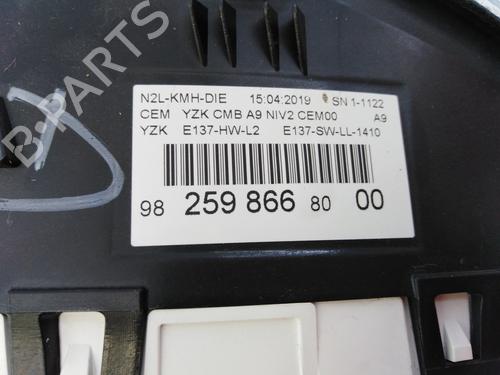 N2L-KMH-DIE 15:04:2019 SN 1-1122
CEM YZK CMB A9 NIV2 CEM00 A9
YZK E137-HW-L2 E137-SW-LL-1410
98 259 866 80 00
B-PARTS